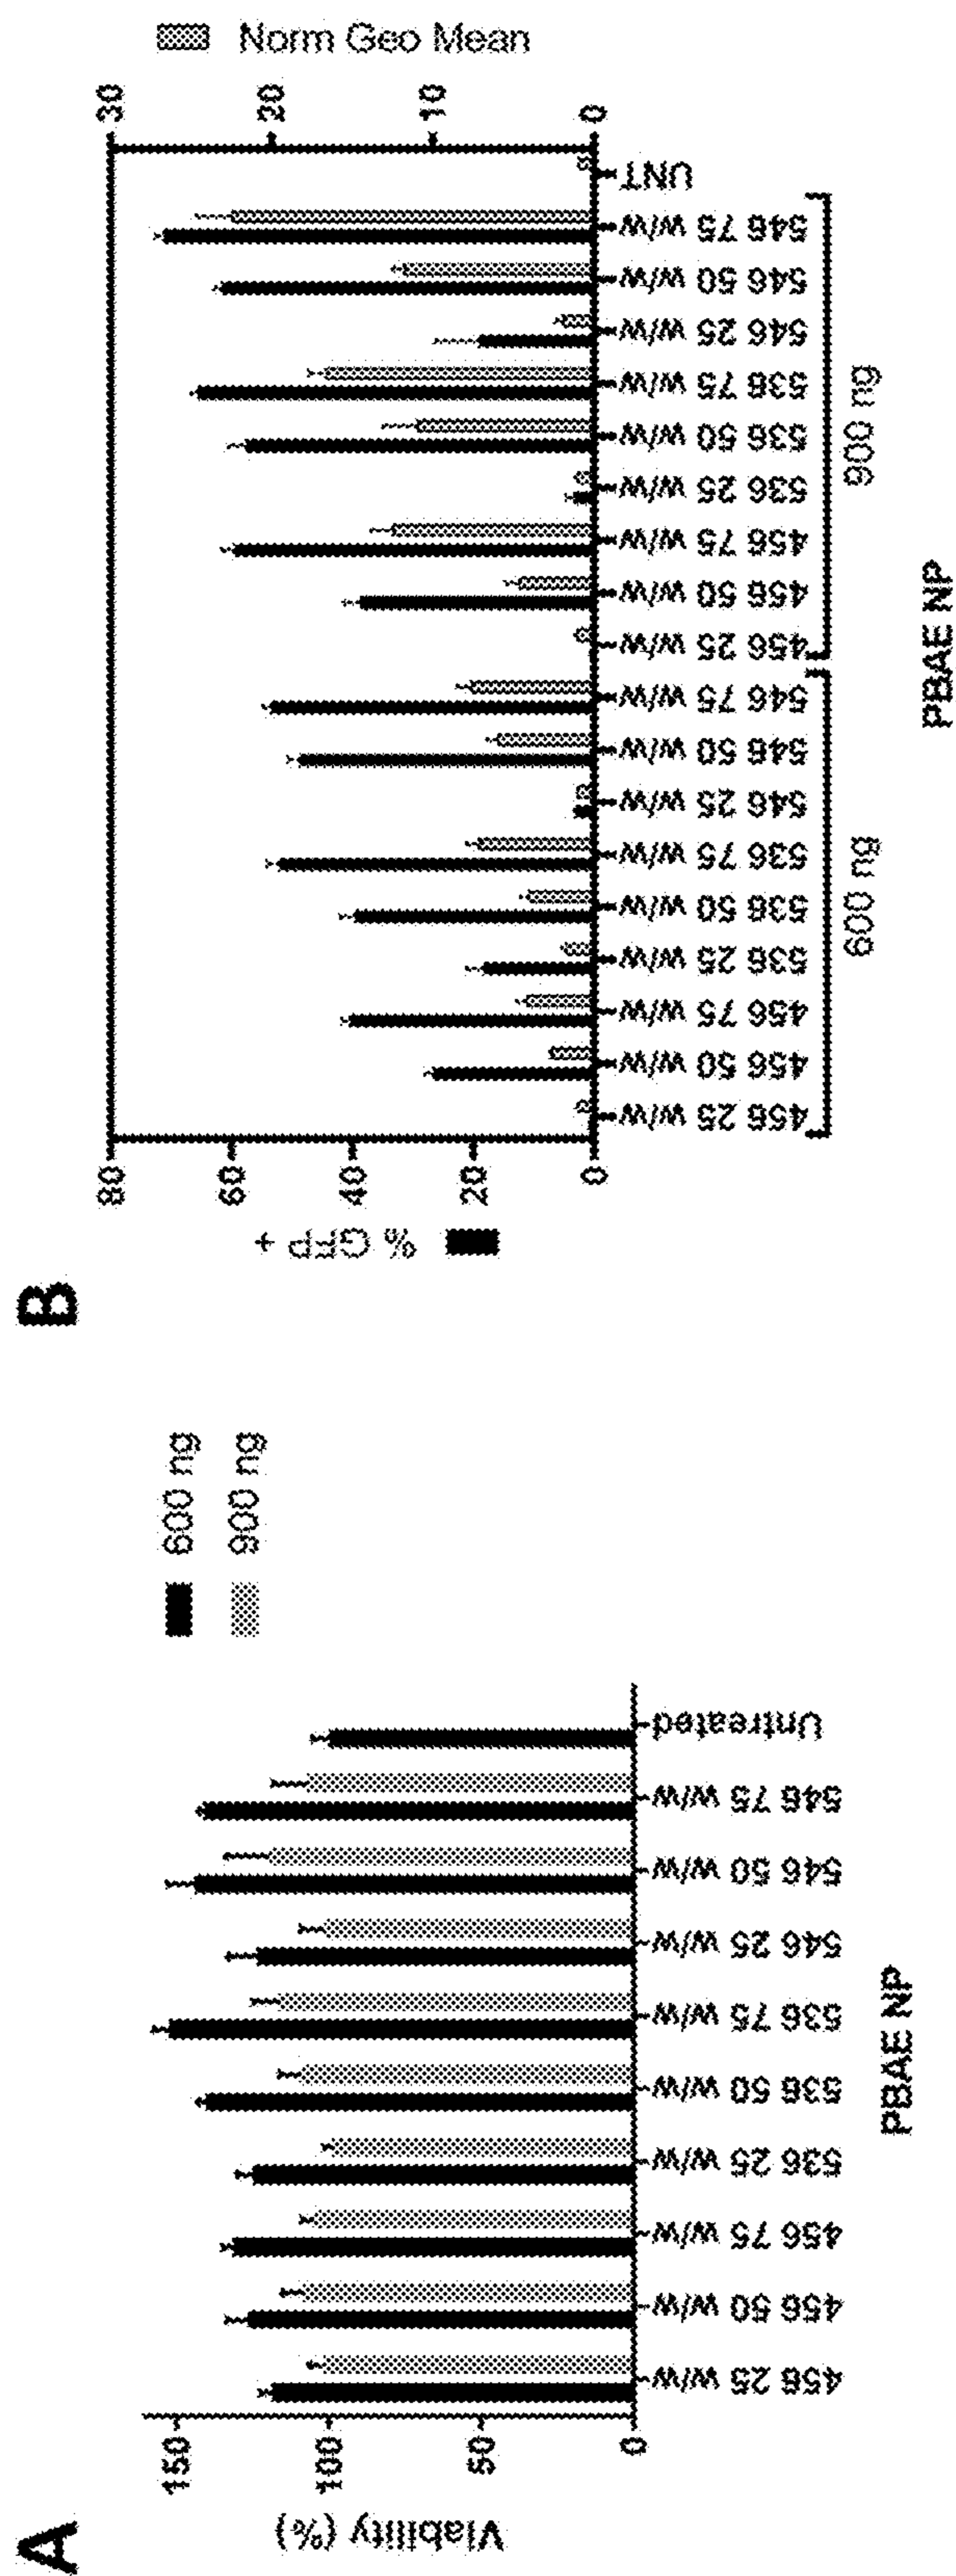 A
Viability (%)
150
100
50
0
600 ng
900 ng
456 25 w/w
456 50 w/w
456 75 w/w
536 25 w/w
536 50 w/w
536 75 w/w
546 25 w/w
546 50 w/w
546 75 w/w
Untreated
PBAE NP
B
% GFP +
Norm Geo Mean
80
60
40
20
0
30
20
10
0
456 25 w/w
456 50 w/w
456 75 w/w
536 25 w/w
536 50 w/w
536 75 w/w
546 25 w/w
546 50 w/w
546 75 w/w
456 25 w/w
456 50 w/w
456 75 w/w
536 25 w/w
536 50 w/w
536 75 w/w
546 25 w/w
546 50 w/w
546 75 w/w
UNT
600 ng
900 ng
PBAE NP